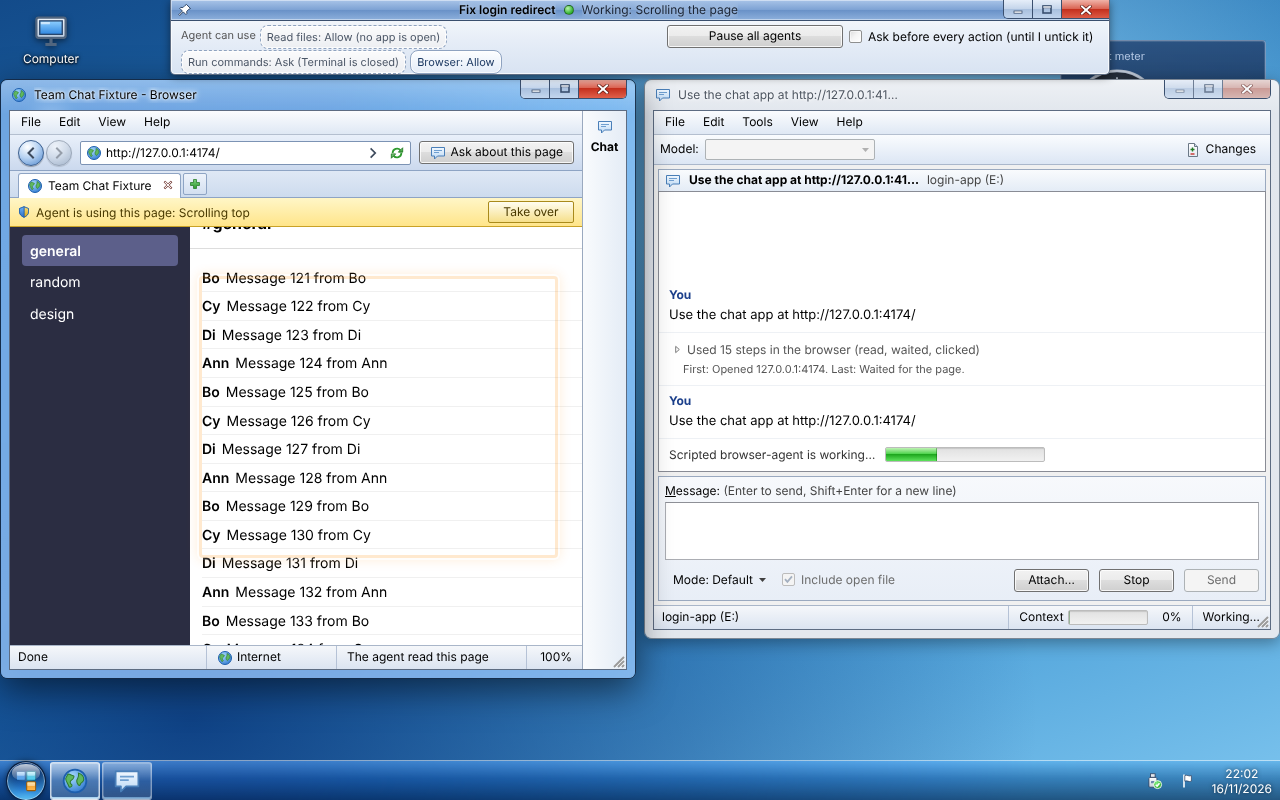 Computer
Fix login redirect
Working: Scrolling the page
Agent can use
Read files: Allow (no app is open)
Run commands: Ask (Terminal is closed)
Browser: Allow
Pause all agents
Ask before every action (until I untick it)
meter
Team Chat Fixture - Browser
File Edit View Help
http://127.0.0.1:4174/
Ask about this page
Team Chat Fixture
Agent is using this page: Scrolling top
Take over
general
random
design
#general
Bo Message 121 from Bo
Cy Message 122 from Cy
Di Message 123 from Di
Ann Message 124 from Ann
Bo Message 125 from Bo
Cy Message 126 from Cy
Di Message 127 from Di
Ann Message 128 from Ann
Bo Message 129 from Bo
Cy Message 130 from Cy
Di Message 131 from Di
Ann Message 132 from Ann
Bo Message 133 from Bo
Done
Internet
The agent read this page
100%
Chat
Use the chat app at http://127.0.0.1:41...
File Edit Tools View Help
Model:
Changes
Use the chat app at http://127.0.0.1:41... login-app (E:)
You
Use the chat app at http://127.0.0.1:4174/
Used 15 steps in the browser (read, waited, clicked)
First: Opened 127.0.0.1:4174. Last: Waited for the page.
You
Use the chat app at http://127.0.0.1:4174/
Scripted browser-agent is working...
Message: (Enter to send, Shift+Enter for a new line)
Mode: Default
Include open file
Attach...
Stop
Send
login-app (E:)
Context
0%
Working...
22:02
16/11/2026